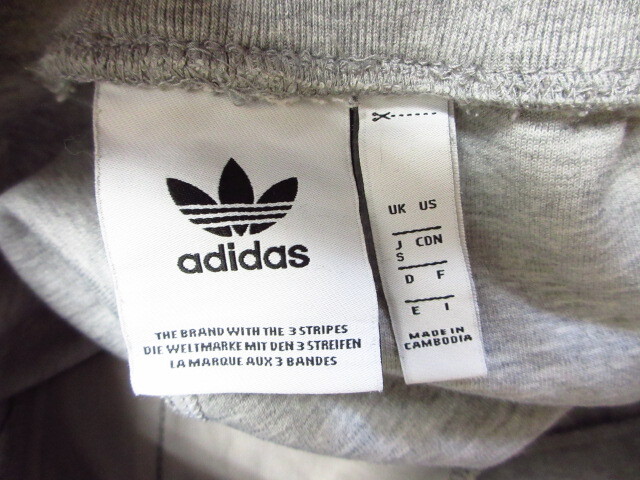 adidas
THE BRAND WITH THE 3 STRIPES
DIE WELTMARKE MIT DEN 3 STREIFEN
LA MARQUE AUX 3 BANDES
UK US
J CDN
S
D F
E I
MADE IN
CAMBODIA